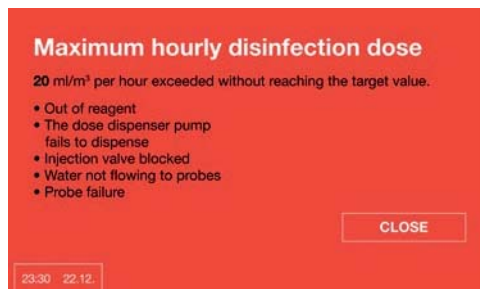 Maximum hourly disinfection dose
20 ml/m³ per hour exceeded without reaching the target value.
• Out of reagent
• The dose dispenser pump
fails to dispense
• Injection valve blocked
• Water not flowing to probes
• Probe failure
CLOSE
23:30 22.12.